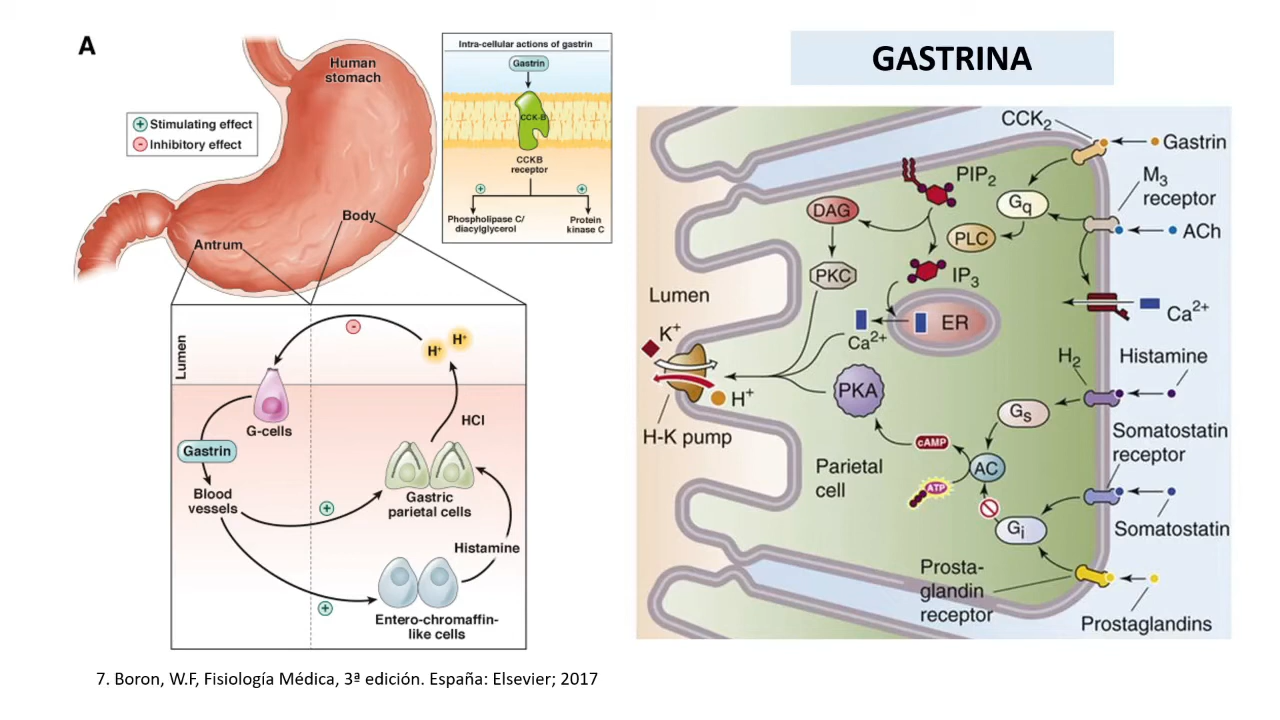 GASTRINA
A
Human
stomach
+ Stimulating effect
- Inhibitory effect
Body
Antrum
Intra-cellular actions of gastrin
Gastrin
CCK-B
CCKB
receptor
+
+
Phospholipase C/
diacylglycerol
Protein
kinase C
Lumen
-
H+
H+
G-cells
HCl
Gastrin
Blood
vessels
+
Gastric
parietal cells
Histamine
+
Entero-chromaffin-
like cells
CCK2
Gastrin
M3
receptor
PIP2
Gq
DAG
PLC
ACh
PKC
IP3
Lumen
Ca2+
ER
K+
Ca2+
H2
Histamine
PKA
H+
Gs
H-K pump
cAMP
Somatostatin
receptor
Parietal
cell
AC
ATP
Gi
Somatostatin
Prosta-
glandin
receptor
Prostaglandins
7. Boron, W.F, Fisiología Médica, 3ª edición. España: Elsevier; 2017